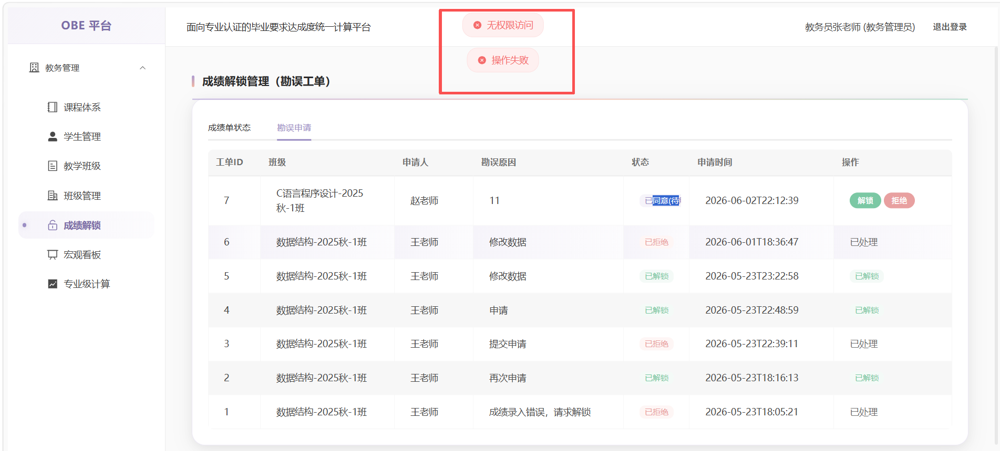 OBE 平台
面向专业认证的毕业要求达成度统一计算平台
无权限访问
教务员张老师 (教务管理员)
退出登录
操作失败
教务管理
课程体系
学生管理
教学班级
班级管理
成绩解锁
宏观看板
专业级计算
成绩解锁管理（勘误工单）
成绩单状态
勘误申请
工单ID 班级 申请人 勘误原因 状态 申请时间 操作
7 C语言程序设计-2025秋-1班 赵老师 11 已同意(待 2026-06-02T22:12:39 解锁 拒绝
6 数据结构-2025秋-1班 王老师 修改数据 已拒绝 2026-06-01T18:36:47 已处理
5 数据结构-2025秋-1班 王老师 修改数据 已解锁 2026-05-23T23:22:58 已解锁
4 数据结构-2025秋-1班 王老师 申请 已解锁 2026-05-23T22:48:59 已解锁
3 数据结构-2025秋-1班 王老师 提交申请 已拒绝 2026-05-23T22:39:11 已处理
2 数据结构-2025秋-1班 王老师 再次申请 已解锁 2026-05-23T18:16:13 已解锁
1 数据结构-2025秋-1班 王老师 成绩录入错误，请求解锁 已拒绝 2026-05-23T18:05:21 已处理